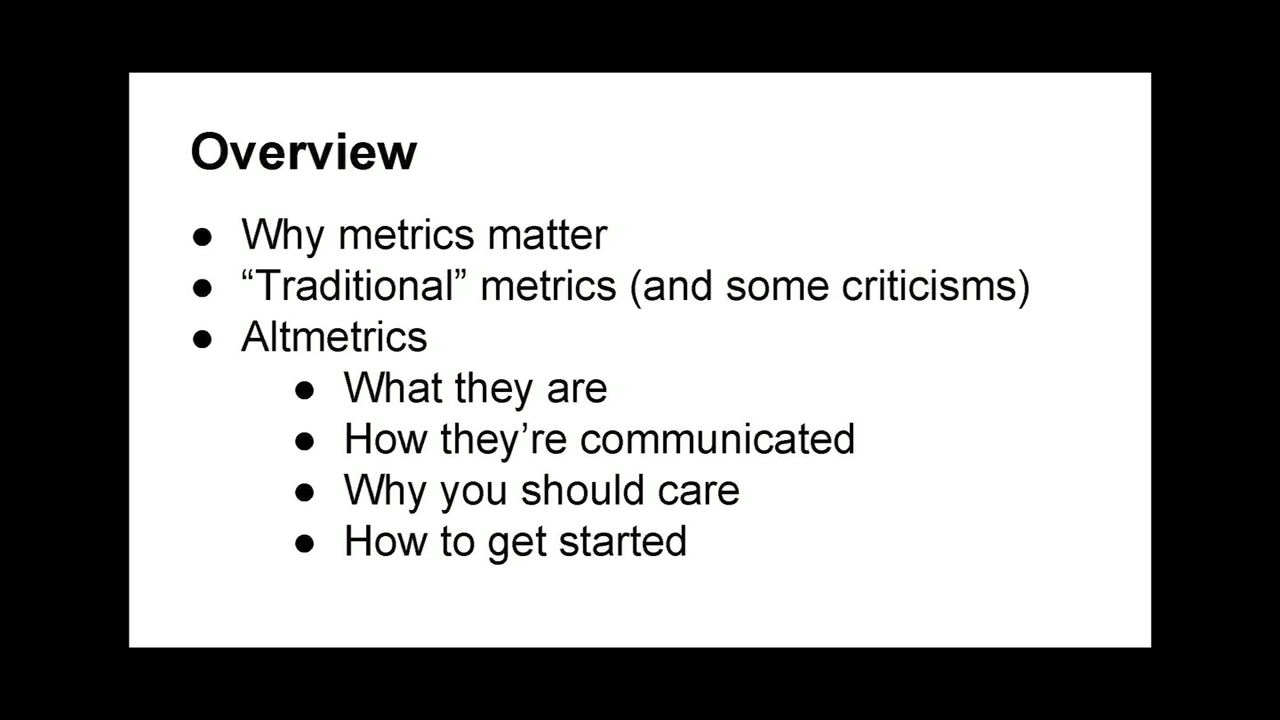 Overview
● Why metrics matter
● “Traditional” metrics (and some criticisms)
● Altmetrics
● What they are
● How they’re communicated
● Why you should care
● How to get started